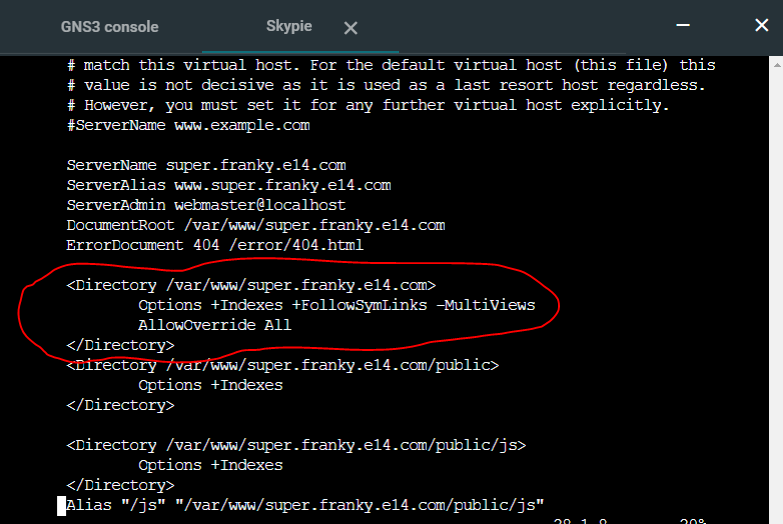 GNS3 console Skypie
# match this virtual host. For the default virtual host (this file) this
# value is not decisive as it is used as a last resort host regardless.
# However, you must set it for any further virtual host explicitly.
#ServerName www.example.com
ServerName super.franky.e14.com
ServerAlias www.super.franky.e14.com
ServerAdmin webmaster@localhost
DocumentRoot /var/www/super.franky.e14.com
ErrorDocument 404 /error/404.html
<Directory /var/www/super.franky.e14.com>
Options +Indexes +FollowSymLinks -MultiViews
AllowOverride All
</Directory>
<Directory /var/www/super.franky.e14.com/public>
Options +Indexes
</Directory>
<Directory /var/www/super.franky.e14.com/public/js>
Options +Indexes
</Directory>
Alias "/js" "/var/www/super.franky.e14.com/public/js"